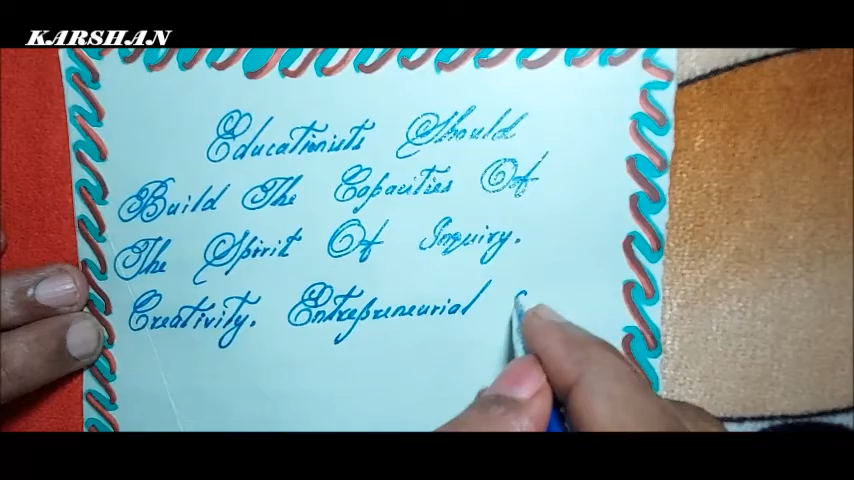 KARSHAN
Educationists Should
Build The Capacities Of
The Spirit Of Inquiry.
Creativity. Entrepreneurial